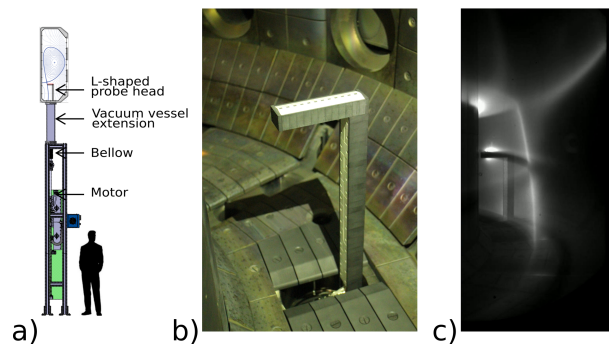 L-shaped
probe head
Vacuum vessel
extension
Bellow
Motor
a)
b)
c)